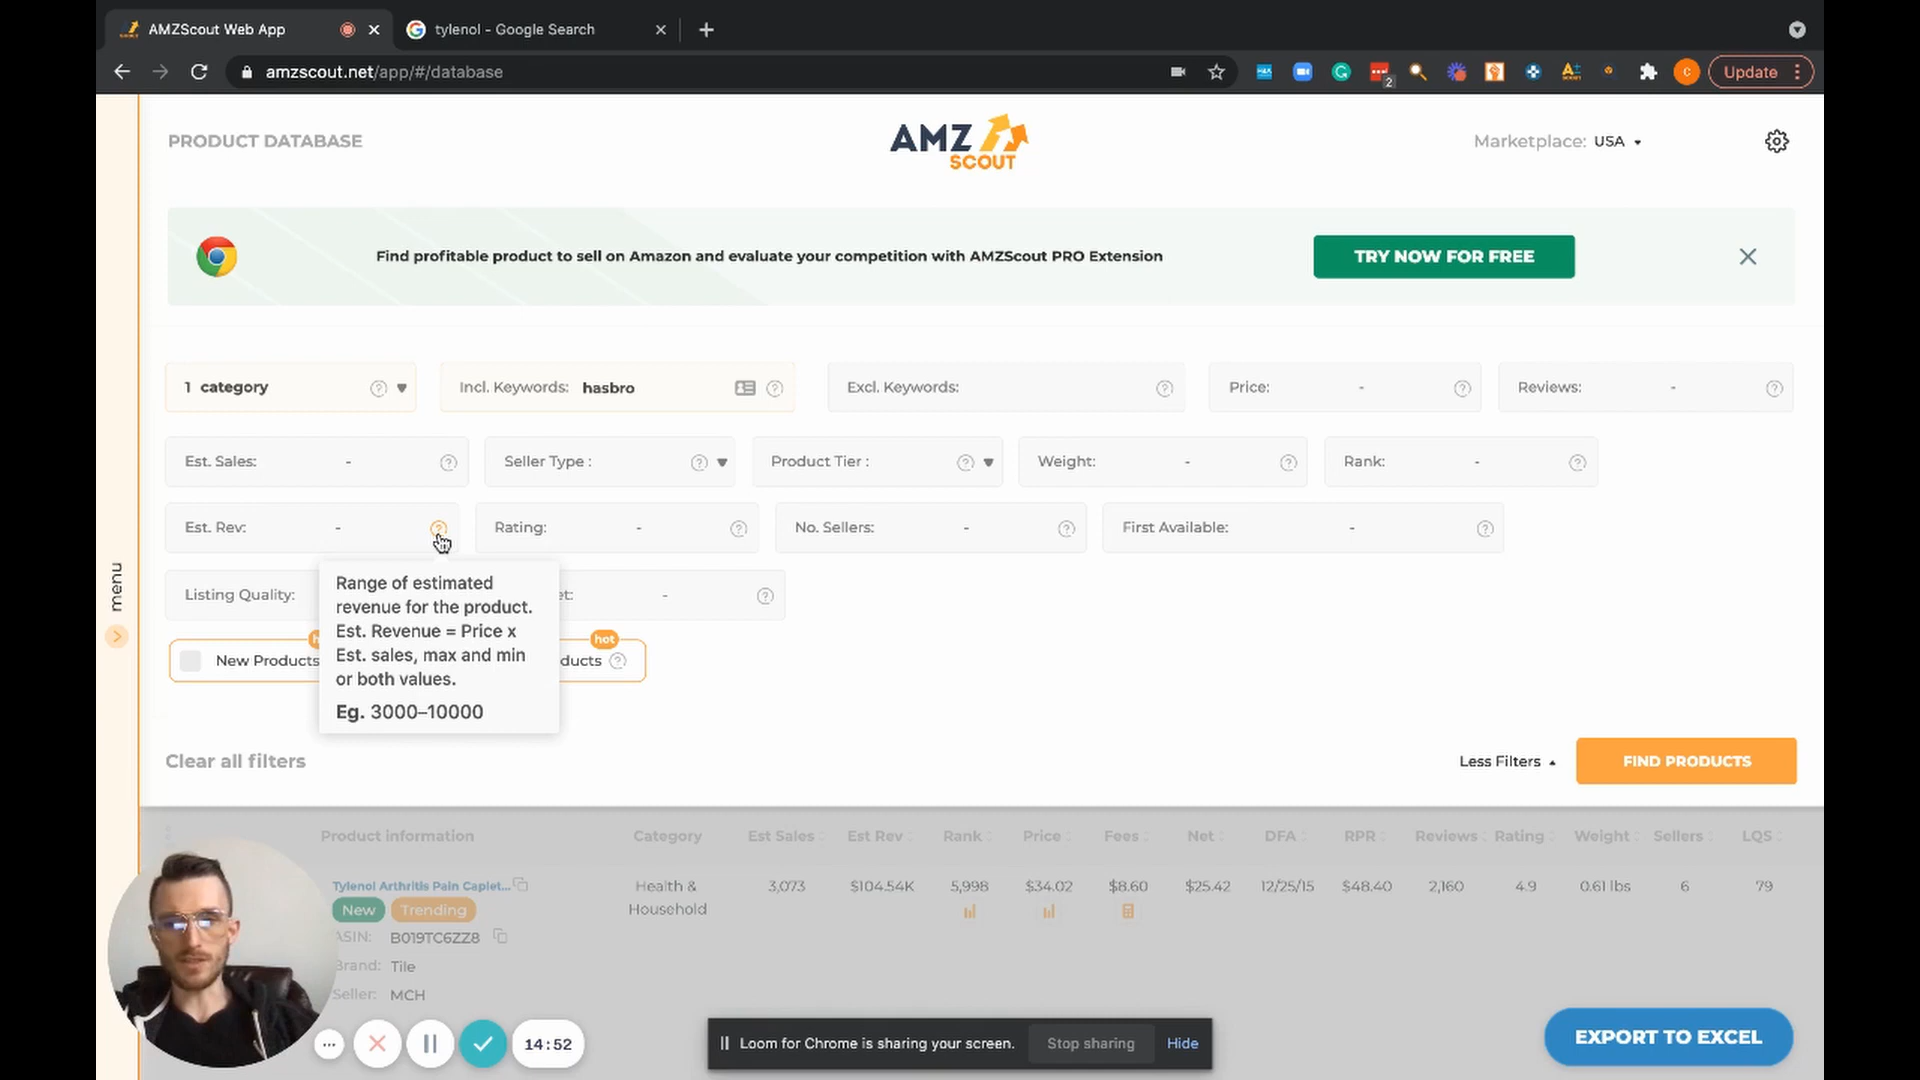 AMZScout Web App
tylenol - Google Search
amzscout.net/app/#/database
2
C
Update
PRODUCT DATABASE
AMZ
SCOUT
Marketplace: USA
Find profitable product to sell on Amazon and evaluate your competition with AMZScout PRO Extension
TRY NOW FOR FREE
1 category
Incl. Keywords: hasbro
Excl. Keywords:
Price: -
Reviews: -
Est. Sales: -
Seller Type :
Product Tier :
Weight: -
Rank: -
Est. Rev: -
Rating: -
No. Sellers: -
First Available: -
Listing Quality:
et: -
Range of estimated
revenue for the product.
Est. Revenue = Price x
Est. sales, max and min
or both values.
Eg. 3000–10000
New Products
hot
ducts
menu
Clear all filters
Less Filters
FIND PRODUCTS
Product information
Category
Est Sales
Est Rev
Rank
Price
Fees
Net
DFA
RPR
Reviews
Rating
Weight
Sellers
LQS
Tylenol Arthritis Pain Caplet...
Health &
Household
3,073
$104.54K
5,998
$34.02
$8.60
$25.42
12/25/15
$48.40
2,160
4.9
0.61 lbs
6
79
New
Trending
ASIN: B019TC6ZZ8
Brand: Tile
Seller: MCH
14:52
Loom for Chrome is sharing your screen.
Stop sharing
Hide
EXPORT TO EXCEL